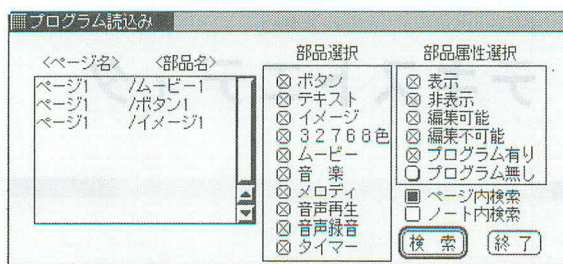 プログラム読込み
<ページ名> <部品名>
ページ1 /ムービー1
ページ1 /ボタン1
ページ1 /イメージ1
部品選択
ボタン
テキスト
イメージ
32768色
ムービー
音 楽
メロディ
音声再生
音声録音
タイマー
部品属性選択
表示
非表示
編集可能
編集不可能
プログラム有り
プログラム無し
ページ内検索
ノート内検索
検 索
終 了